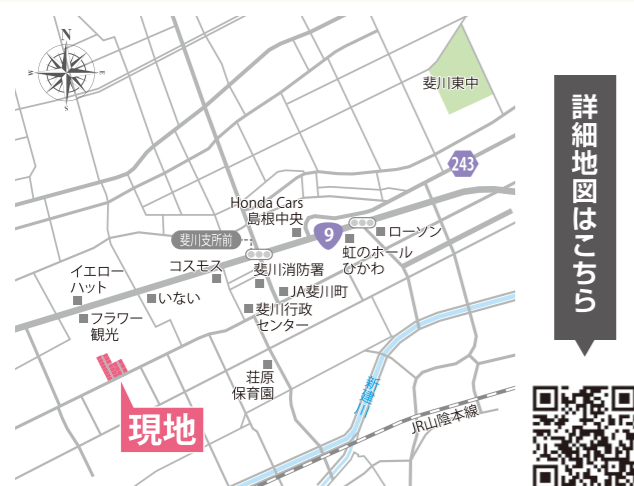 N
W
E
S
斐川東中
243
Honda Cars
島根中央
9
ローソン
斐川支所前
虹のホール
ひかわ
コスモス
斐川消防署
イエロー
ハット
いない
JA斐川町
斐川行政
センター
フラワー
観光
荘原
保育園
新建川
現地
JR山陰本線
詳細地図はこちら